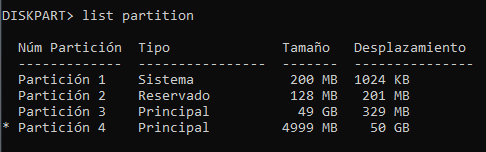 DISKPART> list partition
Núm Partición  Tipo              Tamaño   Desplazamiento
-------------  ----------------  -------  ---------------
Partición 1    Sistema            200 MB  1024 KB
Partición 2    Reservado          128 MB   201 MB
Partición 3    Principal           49 GB   329 MB
* Partición 4    Principal         4999 MB    50 GB